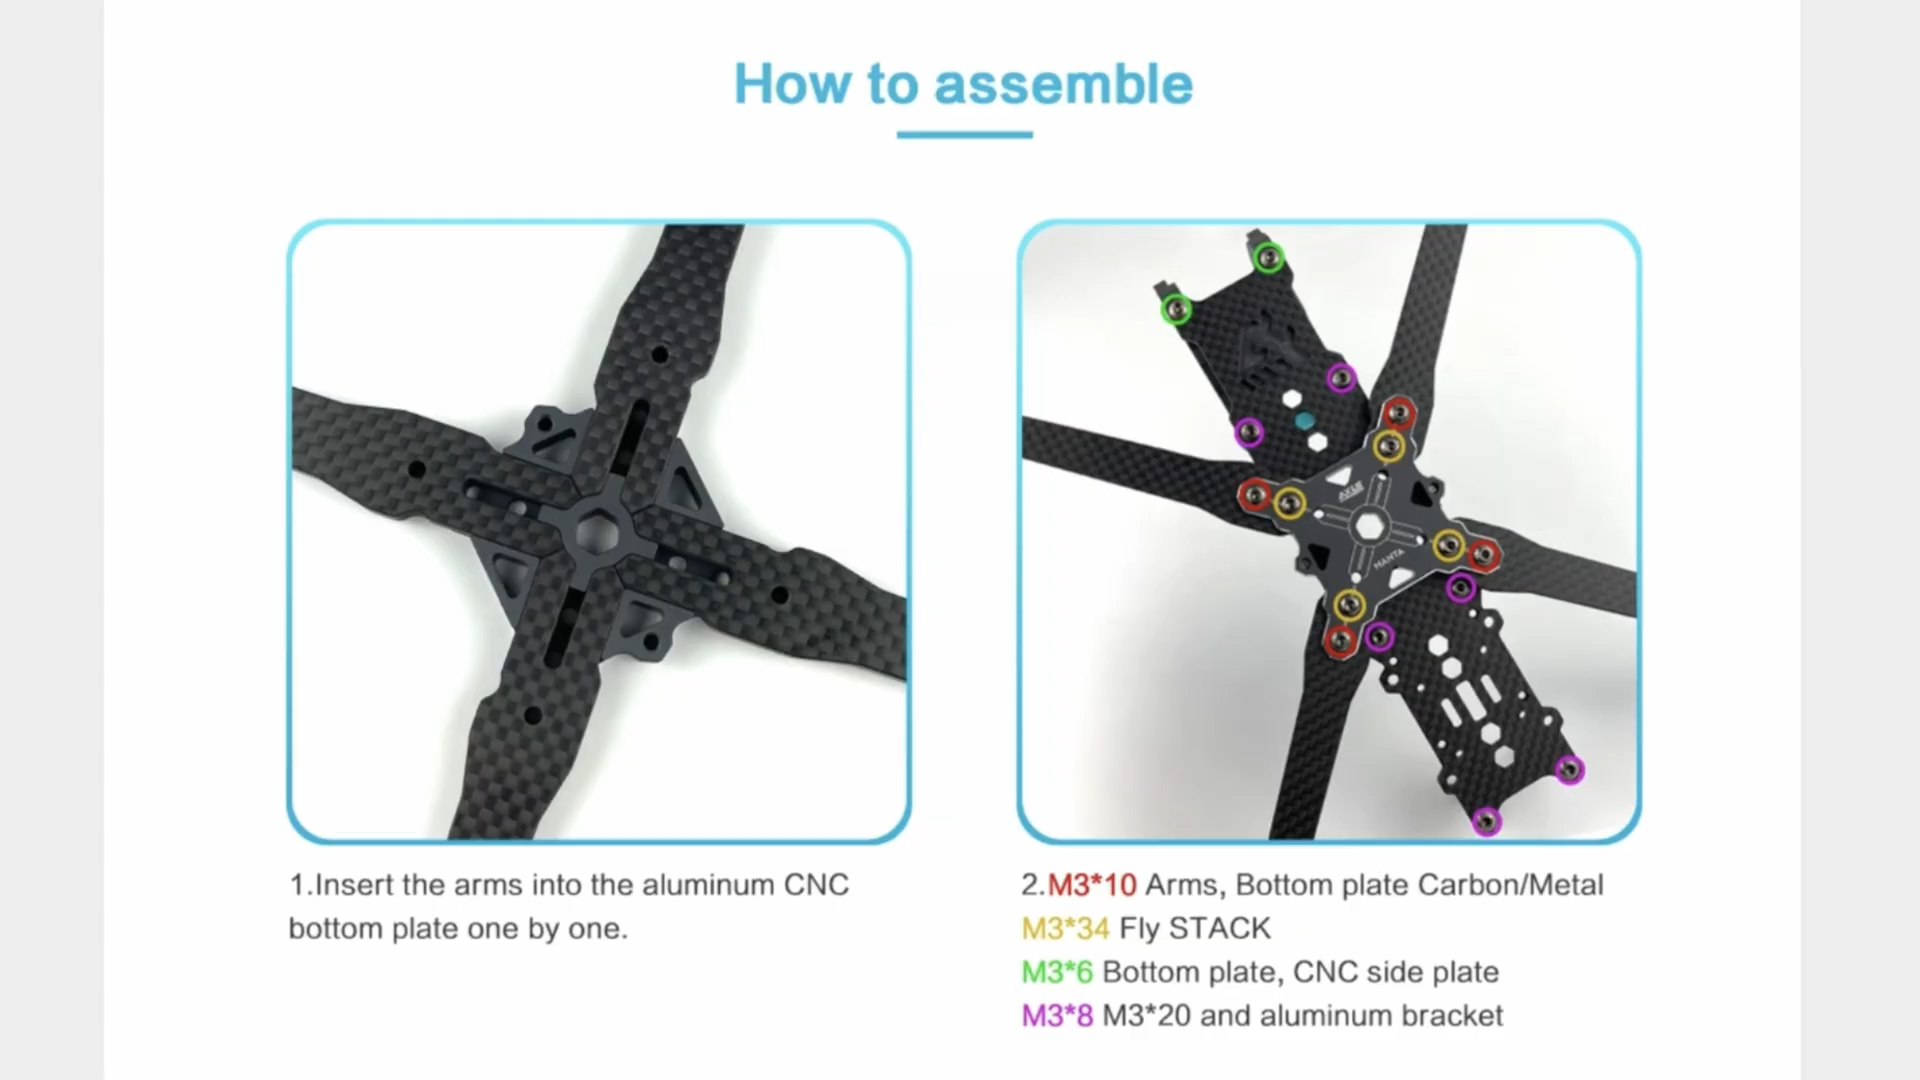 How to assemble
AXLE
MANTA
1.Insert the arms into the aluminum CNC
bottom plate one by one.
2.M3*10 Arms, Bottom plate Carbon/Metal
M3*34 Fly STACK
M3*6 Bottom plate, CNC side plate
M3*8 M3*20 and aluminum bracket